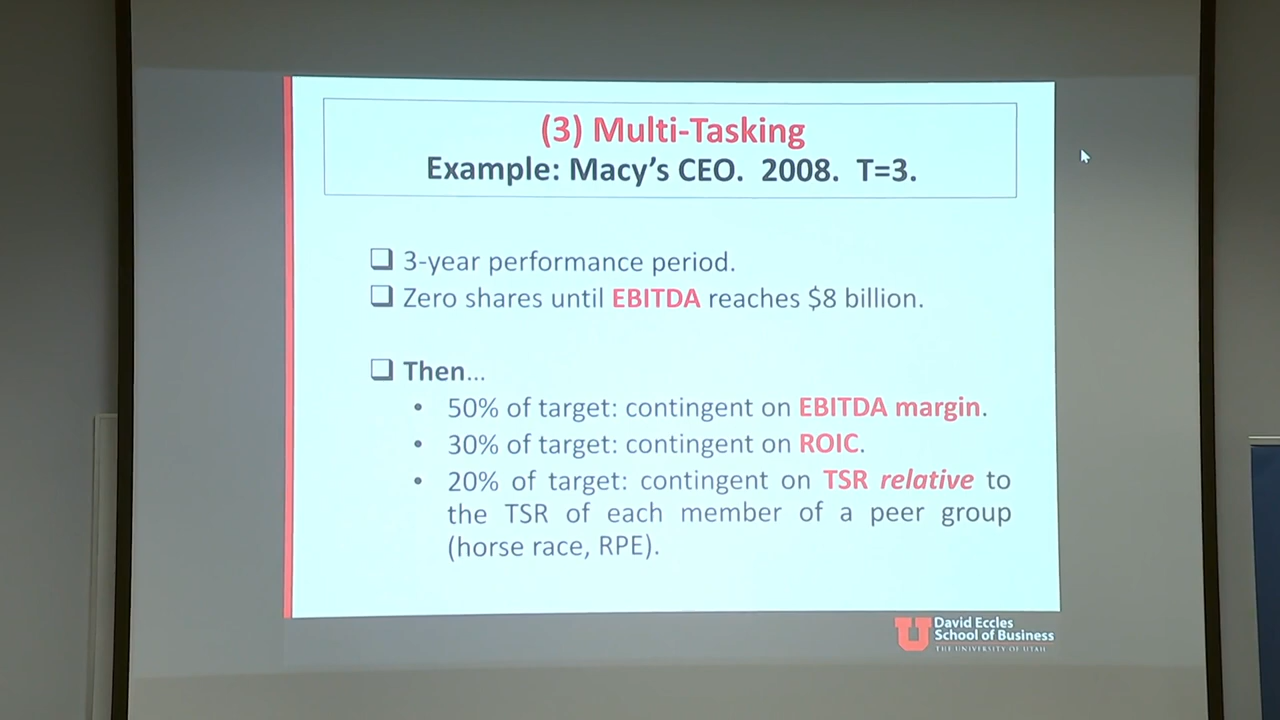 (3) Multi-Tasking
Example: Macy's CEO. 2008. T=3.
❑ 3-year performance period.
❑ Zero shares until EBITDA reaches $8 billion.
❑ Then...
• 50% of target: contingent on EBITDA margin.
• 30% of target: contingent on ROIC.
• 20% of target: contingent on TSR relative to
the TSR of each member of a peer group
(horse race, RPE).
U
David Eccles
School of Business
THE UNIVERSITY OF UTAH